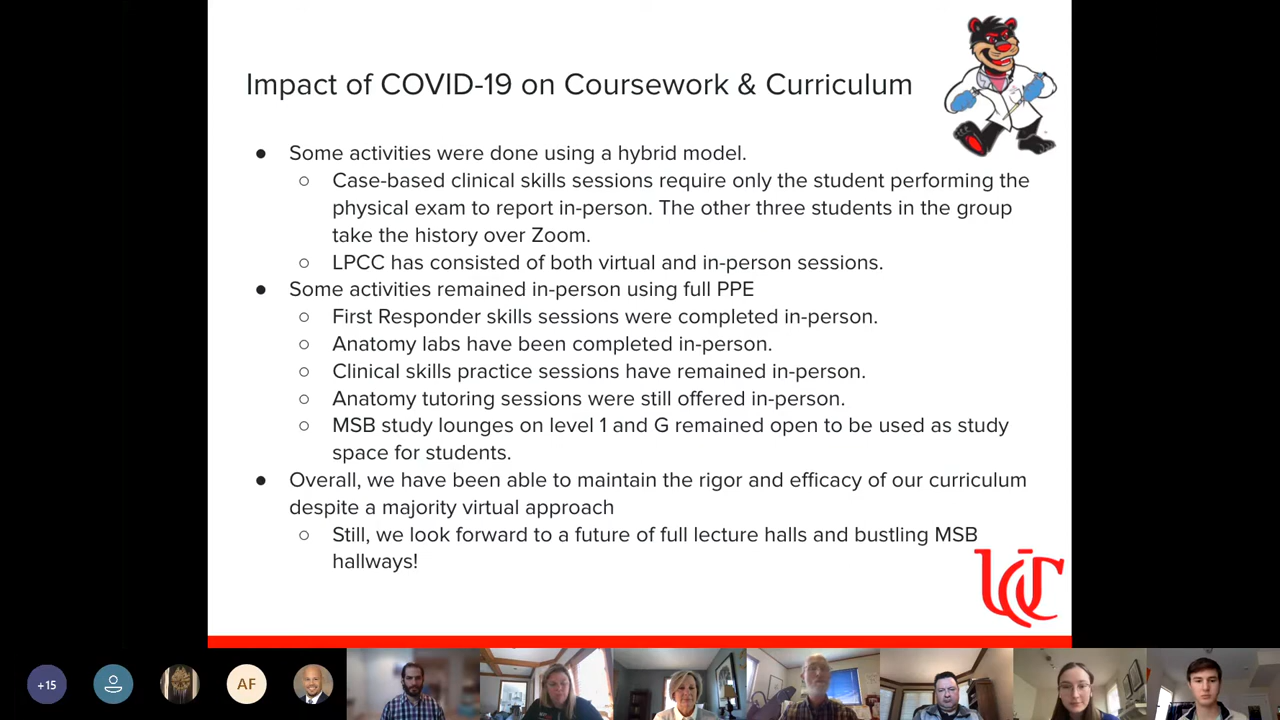 Impact of COVID-19 on Coursework & Curriculum
● Some activities were done using a hybrid model.
○ Case-based clinical skills sessions require only the student performing the
physical exam to report in-person. The other three students in the group
take the history over Zoom.
○ LPCC has consisted of both virtual and in-person sessions.
● Some activities remained in-person using full PPE
○ First Responder skills sessions were completed in-person.
○ Anatomy labs have been completed in-person.
○ Clinical skills practice sessions have remained in-person.
○ Anatomy tutoring sessions were still offered in-person.
○ MSB study lounges on level 1 and G remained open to be used as study
space for students.
● Overall, we have been able to maintain the rigor and efficacy of our curriculum
despite a majority virtual approach
○ Still, we look forward to a future of full lecture halls and bustling MSB
hallways!
UC
+15
AF